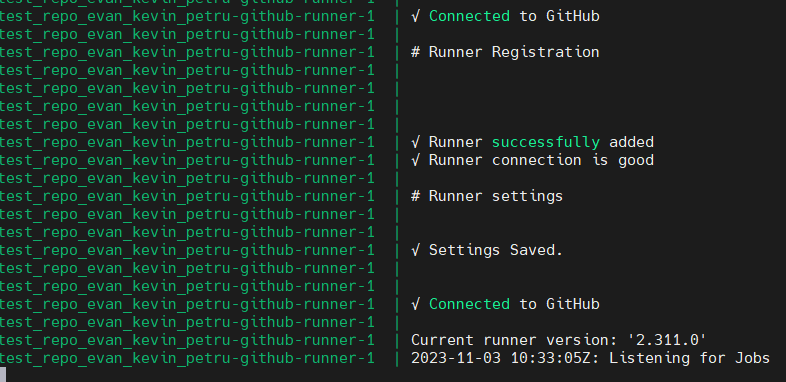 test_repo_evan_kevin_petru-github-runner-1 |
test_repo_evan_kevin_petru-github-runner-1 | √ Connected to GitHub
test_repo_evan_kevin_petru-github-runner-1 |
test_repo_evan_kevin_petru-github-runner-1 | # Runner Registration
test_repo_evan_kevin_petru-github-runner-1 |
test_repo_evan_kevin_petru-github-runner-1 |
test_repo_evan_kevin_petru-github-runner-1 |
test_repo_evan_kevin_petru-github-runner-1 |
test_repo_evan_kevin_petru-github-runner-1 | √ Runner successfully added
test_repo_evan_kevin_petru-github-runner-1 | √ Runner connection is good
test_repo_evan_kevin_petru-github-runner-1 |
test_repo_evan_kevin_petru-github-runner-1 | # Runner settings
test_repo_evan_kevin_petru-github-runner-1 |
test_repo_evan_kevin_petru-github-runner-1 |
test_repo_evan_kevin_petru-github-runner-1 | √ Settings Saved.
test_repo_evan_kevin_petru-github-runner-1 |
test_repo_evan_kevin_petru-github-runner-1 |
test_repo_evan_kevin_petru-github-runner-1 | √ Connected to GitHub
test_repo_evan_kevin_petru-github-runner-1 |
test_repo_evan_kevin_petru-github-runner-1 | Current runner version: '2.311.0'
test_repo_evan_kevin_petru-github-runner-1 | 2023-11-03 10:33:05Z: Listening for Jobs